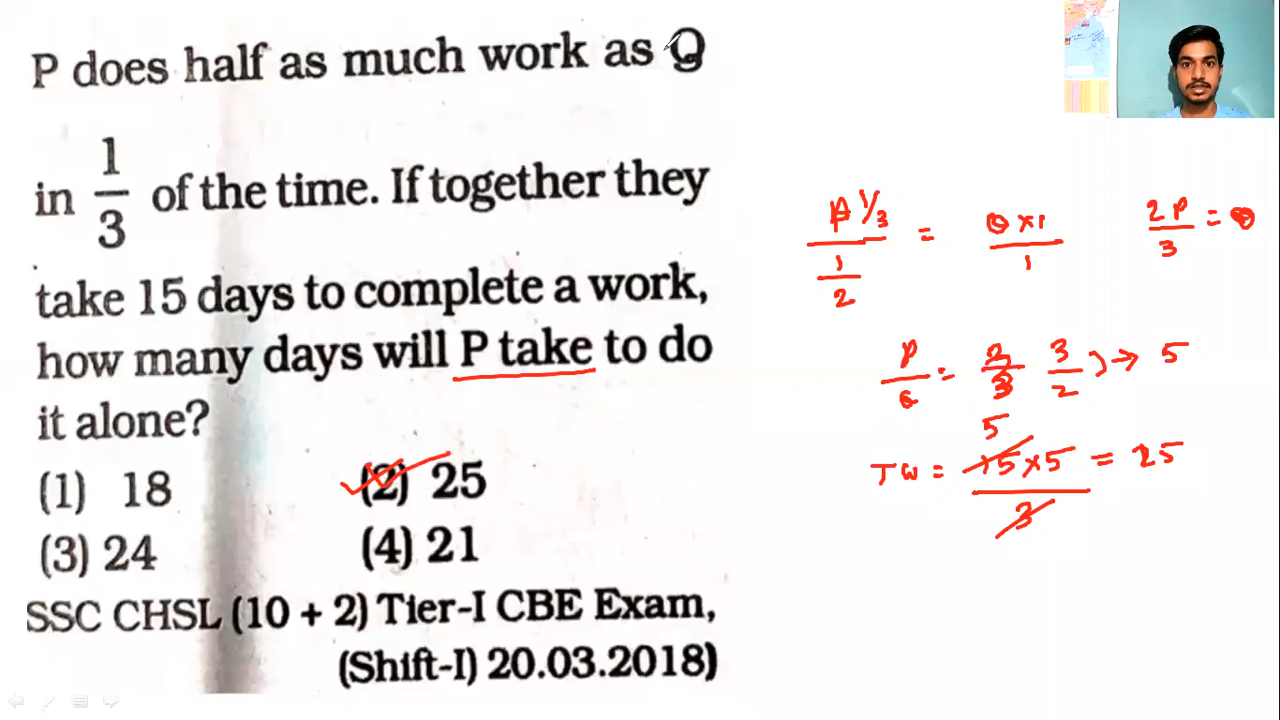 P does half as much work as Q
in 1/3 of the time. If together they
take 15 days to complete a work,
how many days will P take to do
it alone?
(1) 18 (2) 25
(3) 24 (4) 21
SSC CHSL (10 + 2) Tier-I CBE Exam,
(Shift-I) 20.03.2018)
2P/3 =
3/2 → 5
5
TW = 15×5/3 = 25